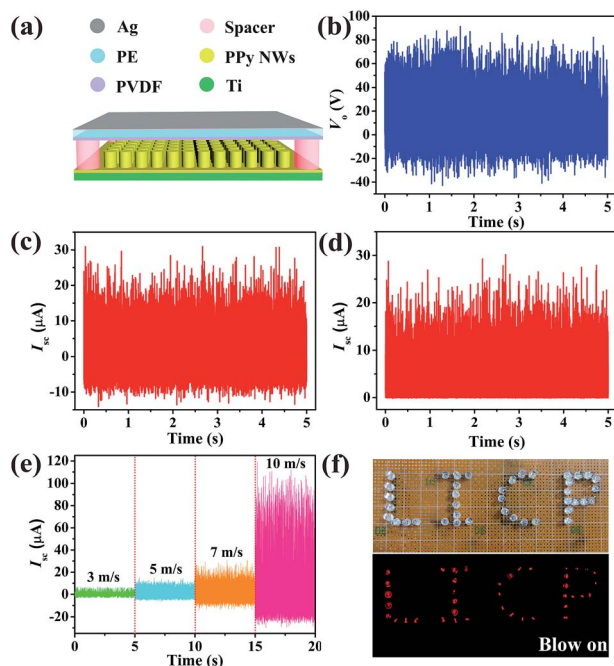 (a)
Ag
Spacer
PE
PPy NWs
PVDF
Ti
(b)
100
80
60
40
20
0
-20
-40
V_o (V)
0 1 2 3 4 5
Time (s)
(c)
30
20
10
0
-10
I_sc (μA)
0 1 2 3 4 5
Time (s)
(d)
30
20
10
0
I_sc (μA)
0 1 2 3 4 5
Time (s)
(e)
120
100
80
60
40
20
0
-20
I_sc (μA)
3 m/s
5 m/s
7 m/s
10 m/s
0 5 10 15 20
Time (s)
(f)
LICP
LICP
Blow on